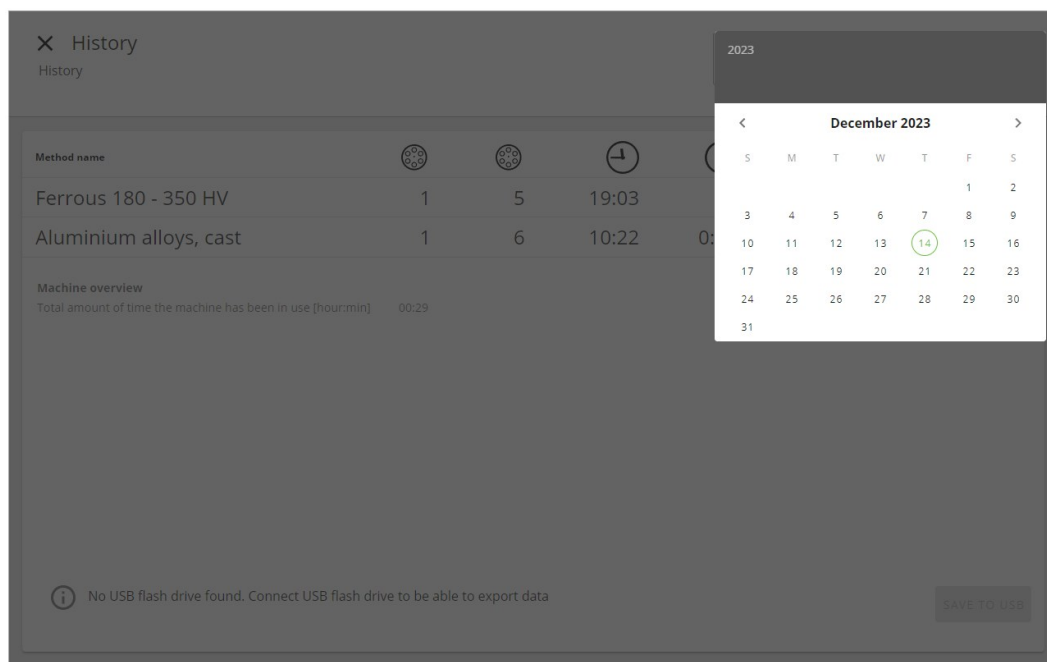 History
History
Method name
Ferrous 180 - 350 HV 1 5 19:03
Aluminium alloys, cast 1 6 10:22 0:
Machine overview
Total amount of time the machine has been in use [hour:min] 00:29
No USB flash drive found. Connect USB flash drive to be able to export data
SAVE TO USB
2023
December 2023
S M T W T F S
1 2
3 4 5 6 7 8 9
10 11 12 13 14 15 16
17 18 19 20 21 22 23
24 25 26 27 28 29 30
31